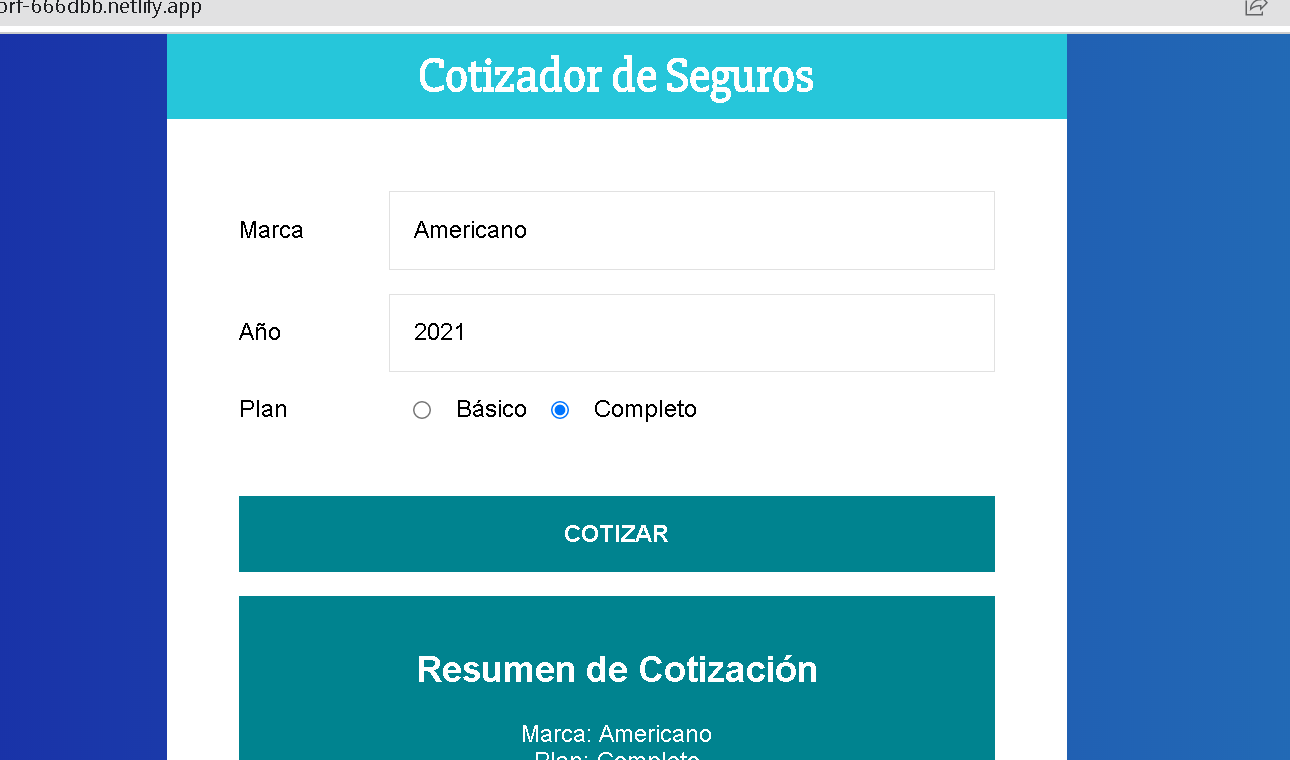 orf-666dbb.netlify.app
Cotizador de Seguros
Marca
Americano
Año
2021
Plan
Básico
Completo
COTIZAR
Resumen de Cotización
Marca: Americano
Plan: Completo